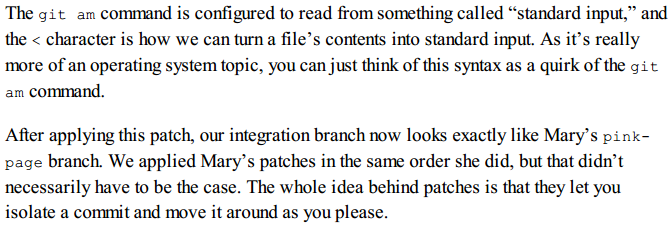 The git am command is configured to read from something called “standard input,” and
the < character is how we can turn a file’s contents into standard input. As it’s really
more of an operating system topic, you can just think of this syntax as a quirk of the git
am command.
After applying this patch, our integration branch now looks exactly like Mary’s pink-
page branch. We applied Mary’s patches in the same order she did, but that didn’t
necessarily have to be the case. The whole idea behind patches is that they let you
isolate a commit and move it around as you please.